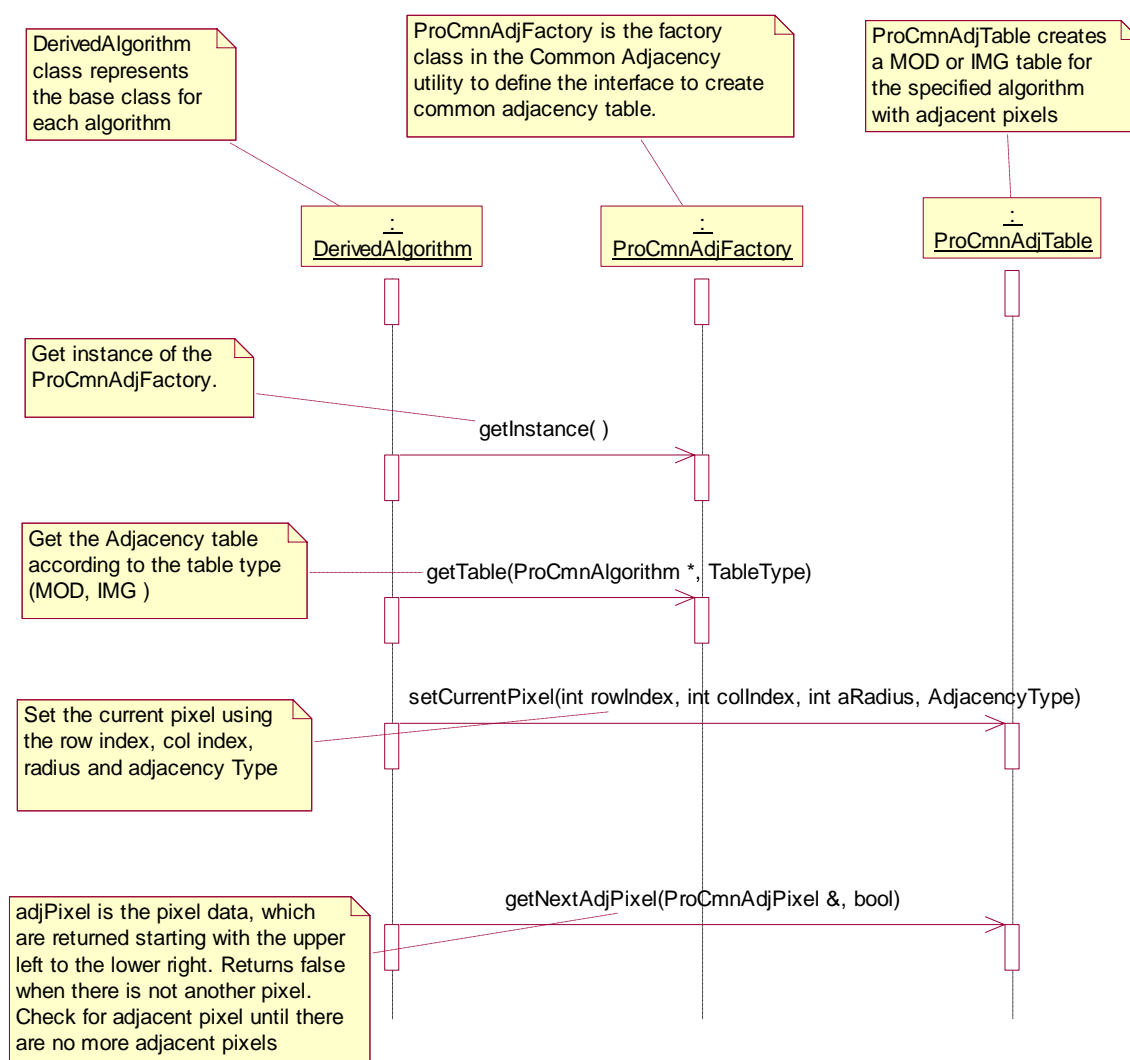 DerivedAlgorithm
class represents
the base class for
each algorithm
ProCmnAdjFactory is the factory
class in the Common Adjacency
utility to define the interface to create
common adjacency table.
ProCmnAdjTable creates
a MOD or IMG table for
the specified algorithm
with adjacent pixels
:
DerivedAlgorithm
:
ProCmnAdjFactory
:
ProCmnAdjTable
Get instance of the
ProCmnAdjFactory.
getInstance( )
Get the Adjacency table
according to the table type
(MOD, IMG )
getTable(ProCmnAlgorithm *, TableType)
setCurrentPixel(int rowIndex, int colIndex, int aRadius, AdjacencyType)
Set the current pixel using
the row index, col index,
radius and adjacency Type
getNextAdjPixel(ProCmnAdjPixel &, bool)
adjPixel is the pixel data, which
are returned starting with the upper
left to the lower right. Returns false
when there is not another pixel.
Check for adjacent pixel until there
are no more adjacent pixels